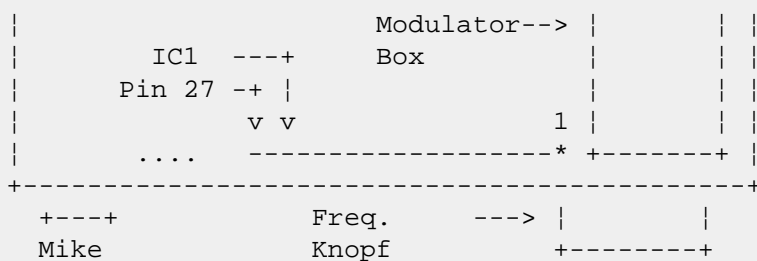 ¦                  Modulator--> ¦       ¦ ¦
¦       IC1  ---+    Box         ¦       ¦ ¦
¦     Pin 27 -+ ¦                ¦       ¦ ¦
¦             v v              1 ¦       ¦ ¦
¦       ....  -------------------* +-------+ ¦
+----------------------------------------------+
+---+            Freq.    ---> ¦        ¦
Mike             Knopf         +--------+